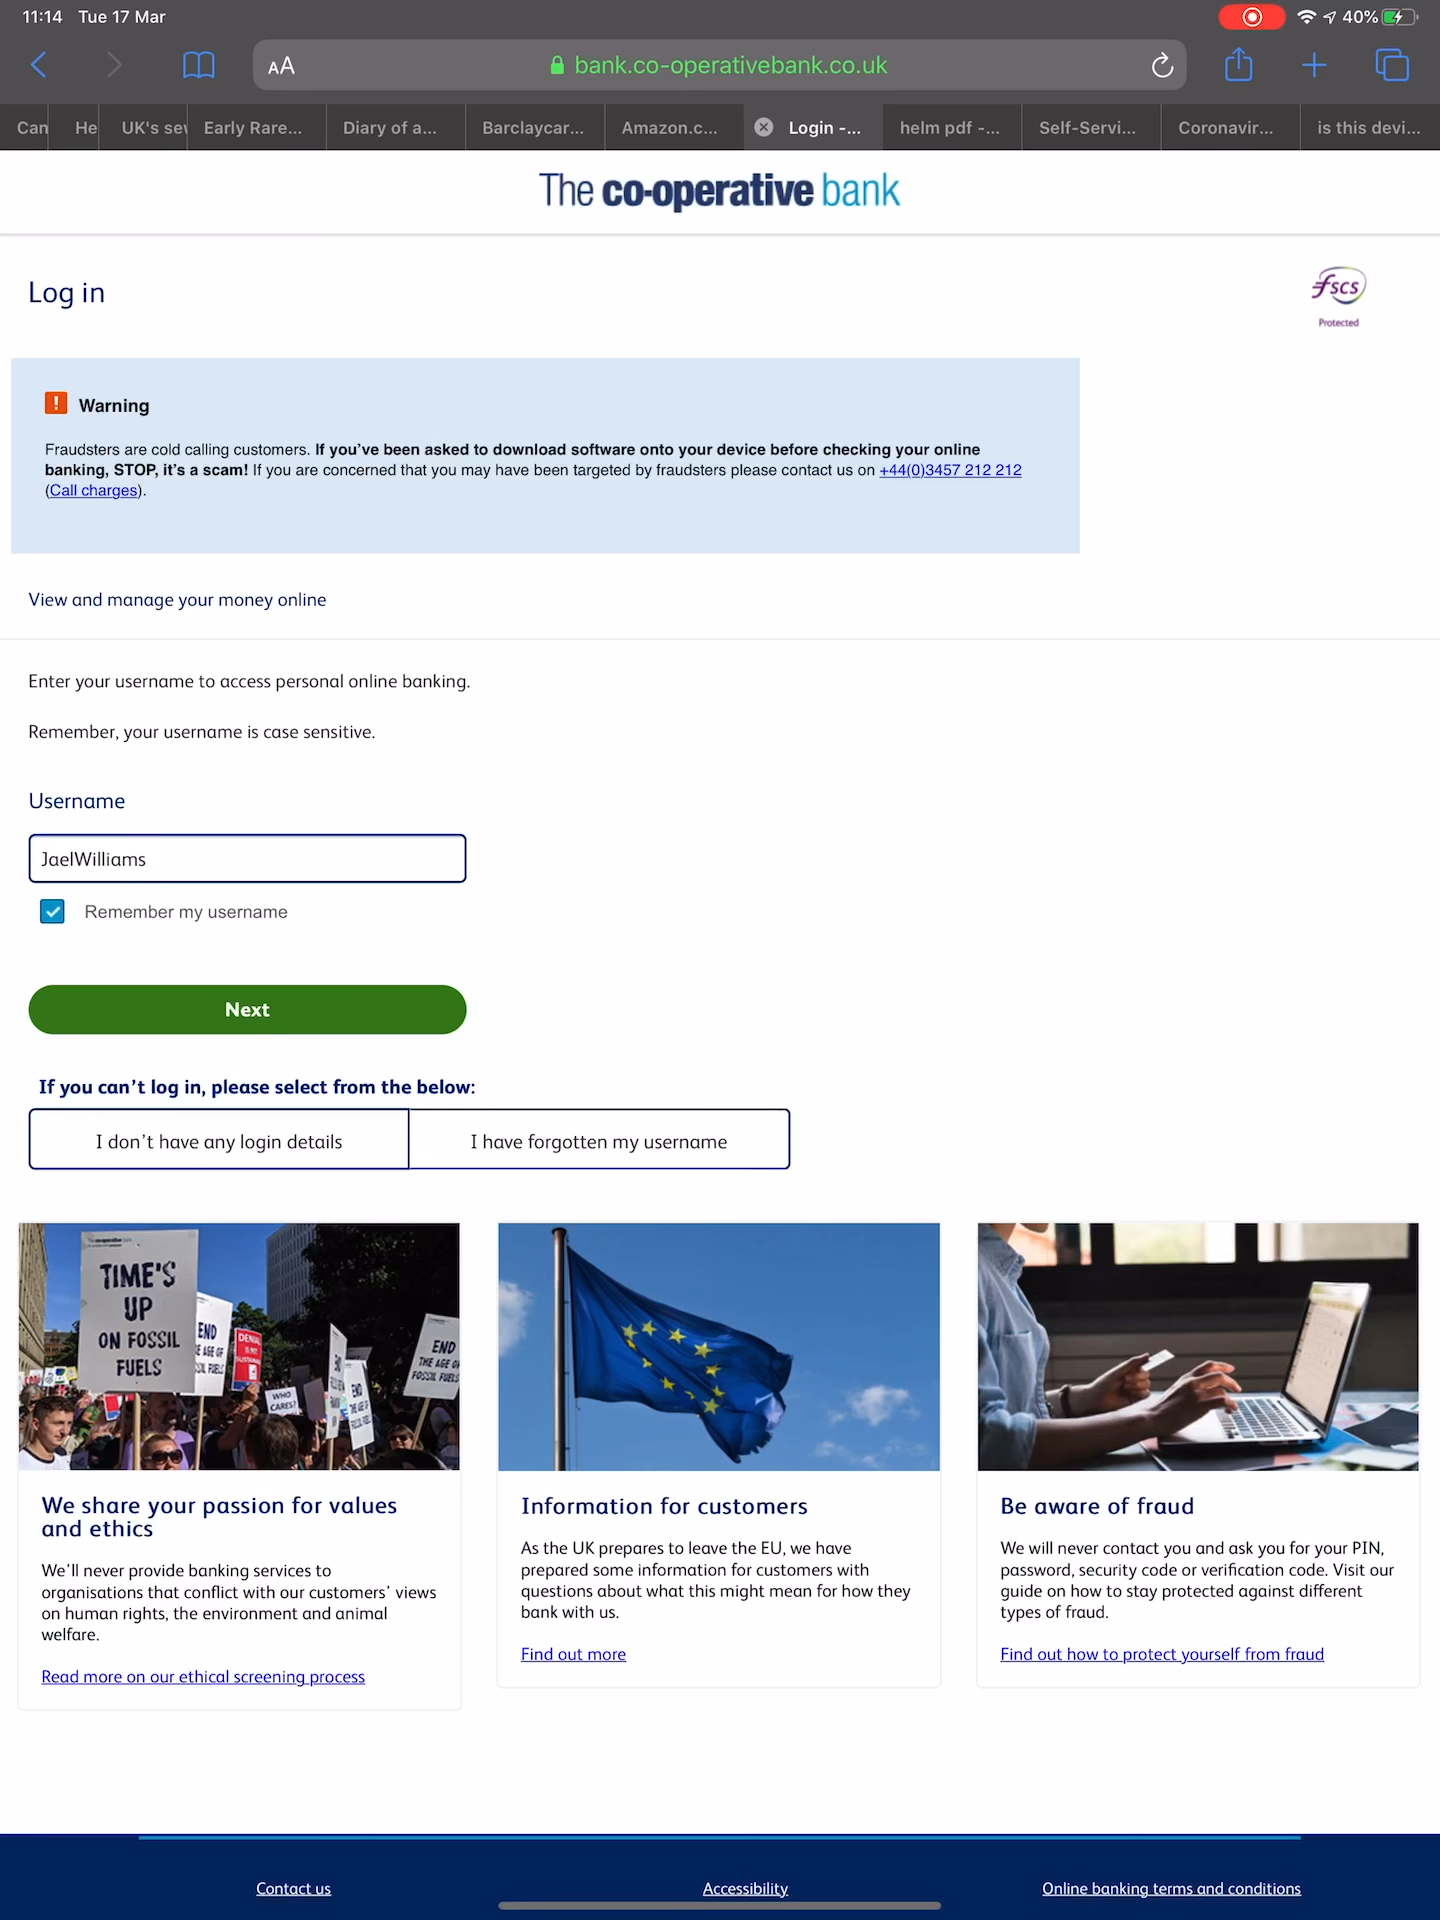 11:14 Tue 17 Mar
40%
AA
bank.co-operativebank.co.uk
Can
He
UK's se
Early Rare...
Diary of a...
Barclaycar...
Amazon.c...
Login -...
helm pdf -...
Self-Servi...
Coronavir...
is this devi...
The co-operative bank
Log in
fscs
Protected
! Warning
Fraudsters are cold calling customers. If you've been asked to download software onto your device before checking your online
banking, STOP, it's a scam! If you are concerned that you may have been targeted by fraudsters please contact us on +44(0)3457 212 212
(Call charges).
View and manage your money online
Enter your username to access personal online banking.
Remember, your username is case sensitive.
Username
JaelWilliams
Remember my username
Next
If you can't log in, please select from the below:
I don't have any login details
I have forgotten my username
TIME'S
UP
ON FOSSIL
FUELS
END
DENIAL
WHO
CARES?
END
THE AGE OF
FOSSIL FUELS
We share your passion for values
and ethics
We'll never provide banking services to
organisations that conflict with our customers' views
on human rights, the environment and animal
welfare.
Read more on our ethical screening process
Information for customers
As the UK prepares to leave the EU, we have
prepared some information for customers with
questions about what this might mean for how they
bank with us.
Find out more
Be aware of fraud
We will never contact you and ask you for your PIN,
password, security code or verification code. Visit our
guide on how to stay protected against different
types of fraud.
Find out how to protect yourself from fraud
Contact us
Accessibility
Online banking terms and conditions